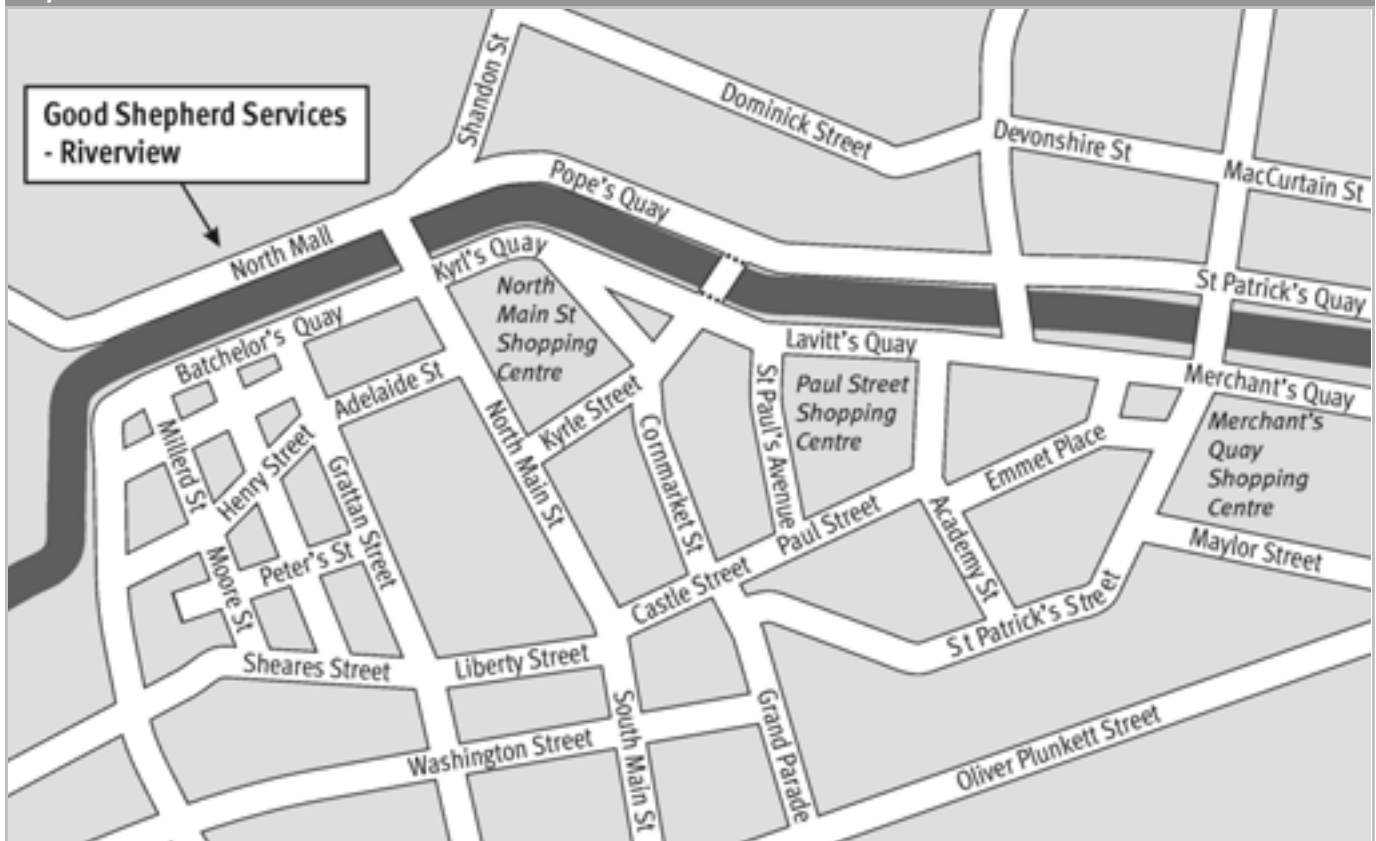 Good Shepherd Services
- Riverview
Shandon St
Dominick Street
Devonshire St
MacCurtain St
Pope's Quay
North Mall
Kyrl's Quay
St Patrick's Quay
North
Main St
Shopping
Centre
Batchelor's Quay
Lavitt's Quay
Merchant's Quay
Adelaide St
St Paul's Avenue
Paul Street
Shopping
Centre
Merchant's
Quay
Shopping
Centre
Millerd St
Henry Street
Grattan Street
North Main St
Kyrle Street
Cornmarket St
Emmet Place
Paul Street
Academy St
Maylor Street
Moore St
Peter's St
Castle Street
St Patrick's Street
Sheares Street
Liberty Street
South Main St
Grand Parade
Washington Street
Oliver Plunkett Street